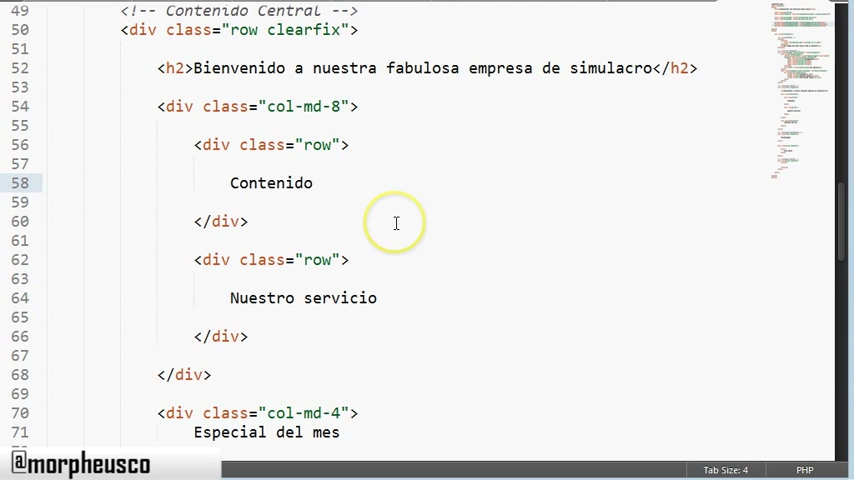 49 <!-- Contenido Central -->
50 <div class="row clearfix">
51
52 <h2>Bienvenido a nuestra fabulosa empresa de simulacro</h2>
53
54 <div class="col-md-8">
55
56 <div class="row">
57
58 Contenido
59
60 </div>
61
62 <div class="row">
63
64 Nuestro servicio
65
66 </div>
67
68 </div>
69
70 <div class="col-md-4">
71 Especial del mes
@morpheusco
Tab Size: 4 PHP